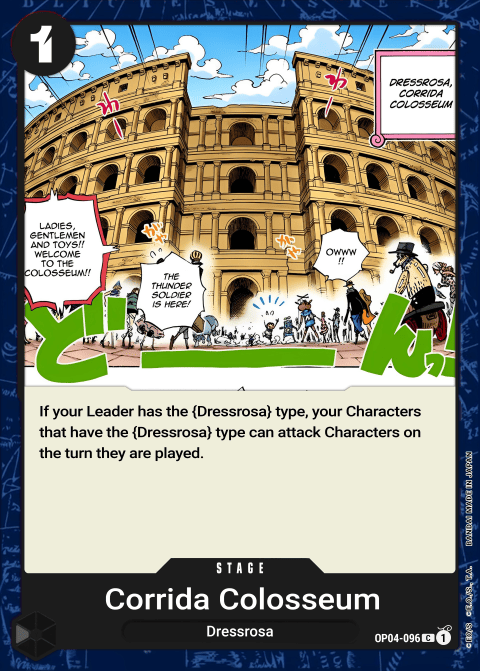 1
DRESSROSA,
CORRIDA
COLOSSEUM
LADIES,
GENTLEMEN
AND TOYS!!
WELCOME
TO THE
COLOSSEUM!!
THE
THUNDER
SOLDIER
IS HERE!
OWWW
!!
ど
ー
んっ
If your Leader has the {Dressrosa} type, your Characters
that have the {Dressrosa} type can attack Characters on
the turn they are played.
STAGE
Corrida Colosseum
Dressrosa
OP04-096 C 1
©E.O/S ©E.O./S., T.A. BANDAI MADE IN JAPAN